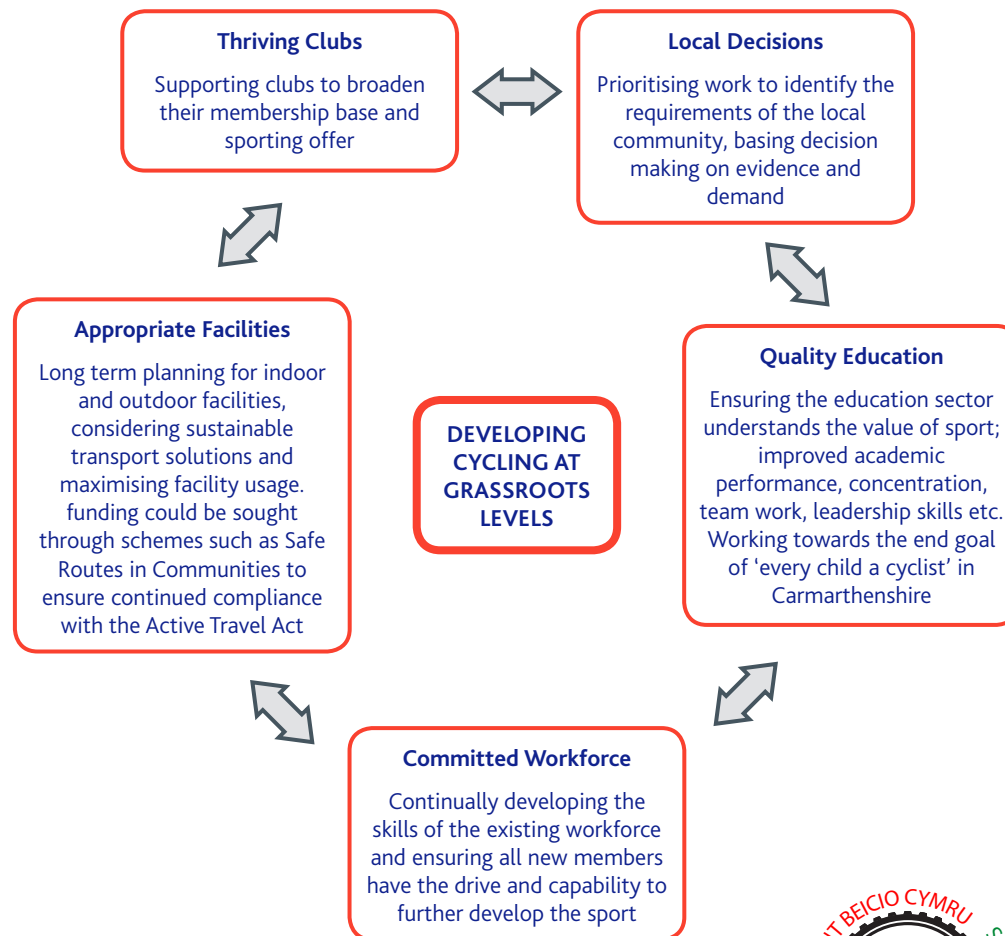 Thriving Clubs
Supporting clubs to broaden
their membership base and
sporting offer
Local Decisions
Prioritising work to identify the
requirements of the local
community, basing decision
making on evidence and
demand
Appropriate Facilities
Long term planning for indoor
and outdoor facilities,
considering sustainable
transport solutions and
maximising facility usage.
funding could be sought
through schemes such as Safe
Routes in Communities to
ensure continued compliance
with the Active Travel Act
DEVELOPING
CYCLING AT
GRASSROOTS
LEVELS
Quality Education
Ensuring the education sector
understands the value of sport;
improved academic
performance, concentration,
team work, leadership skills etc.
Working towards the end goal
of ‘every child a cyclist’ in
Carmarthenshire
Committed Workforce
Continually developing the
skills of the existing workforce
and ensuring all new members
have the drive and capability to
further develop the sport
BEICIO CYMRU